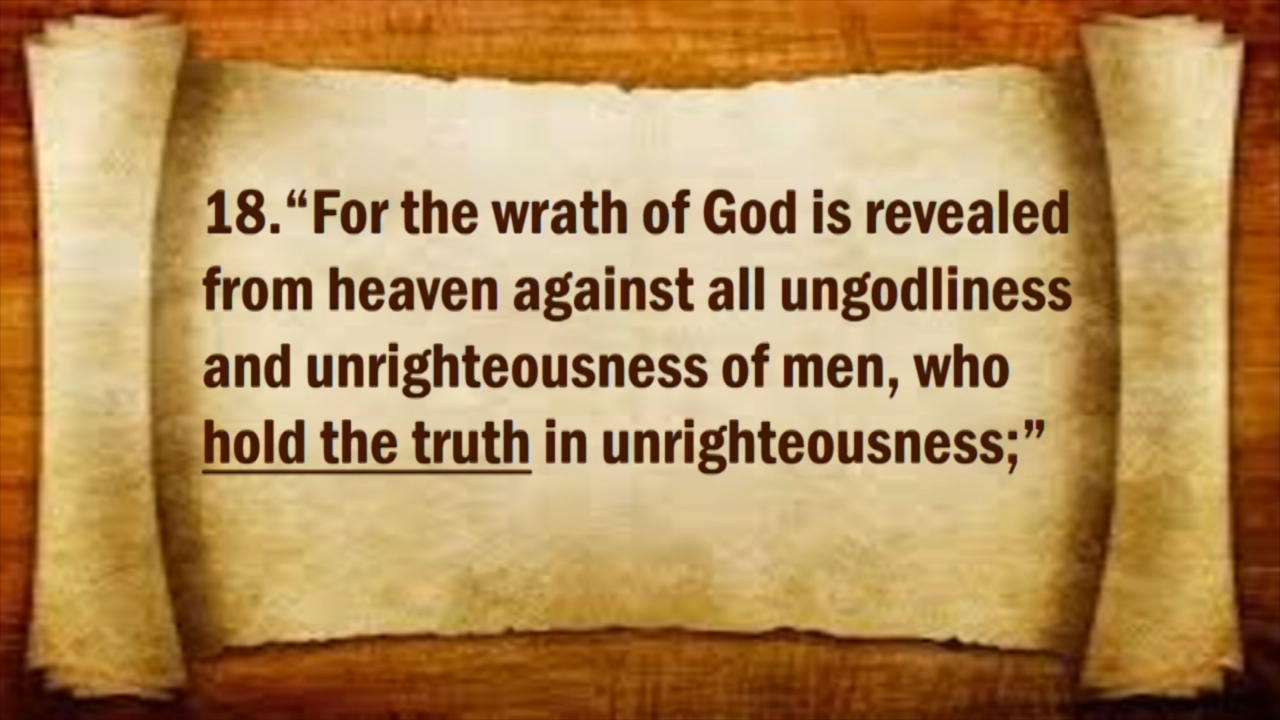 18.“For the wrath of God is revealed
from heaven against all ungodliness
and unrighteousness of men, who
hold the truth in unrighteousness;”